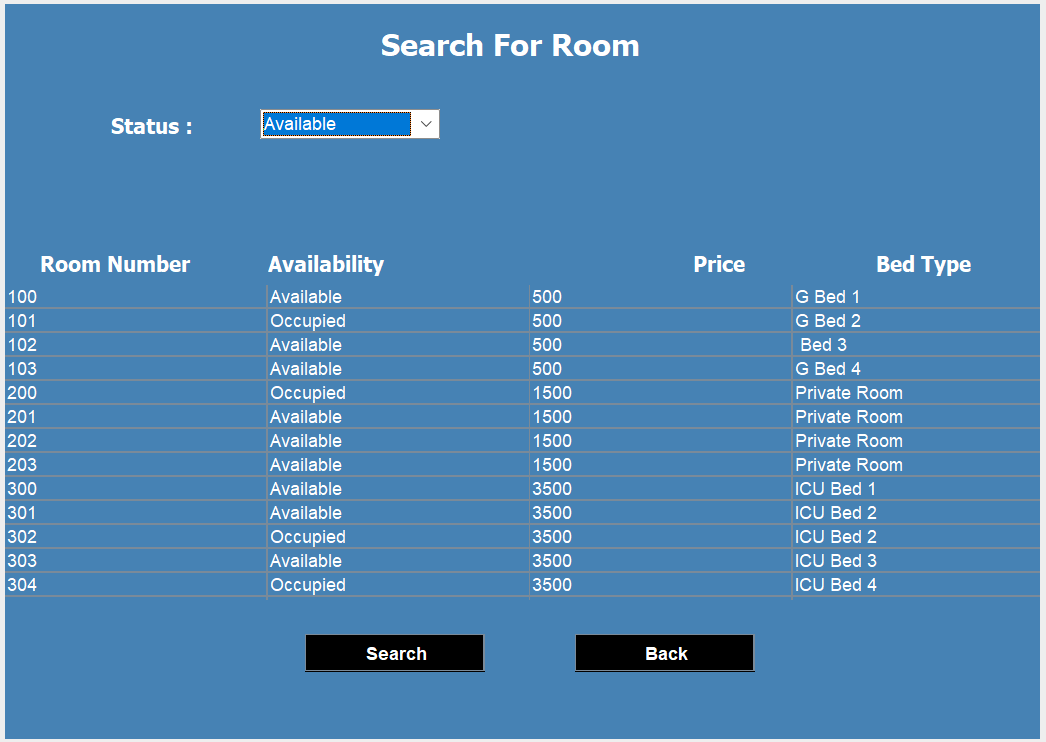 Search For Room
Status : Available
Room Number Availability Price Bed Type
100 Available 500 G Bed 1
101 Occupied 500 G Bed 2
102 Available 500 Bed 3
103 Available 500 G Bed 4
200 Occupied 1500 Private Room
201 Available 1500 Private Room
202 Available 1500 Private Room
203 Available 1500 Private Room
300 Available 3500 ICU Bed 1
301 Available 3500 ICU Bed 2
302 Occupied 3500 ICU Bed 2
303 Available 3500 ICU Bed 3
304 Occupied 3500 ICU Bed 4
Search Back